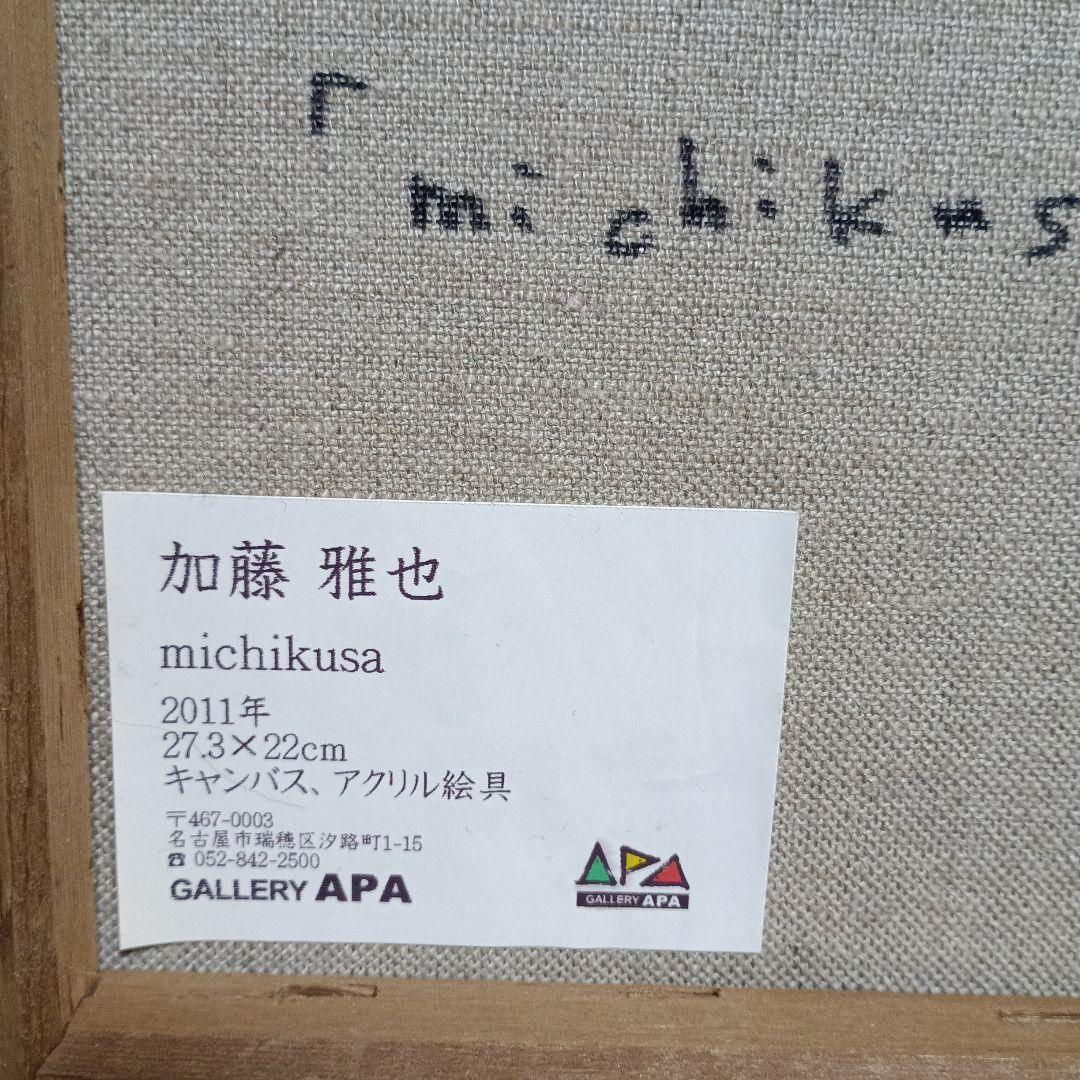 「michikus
加藤 雅也
michikusa
2011年
27.3×22cm
キャンバス、アクリル絵具
〒467-0003
名古屋市瑞穂区汐路町1-15
☎ 052-842-2500
GALLERY APA
APA
GALLERY APA